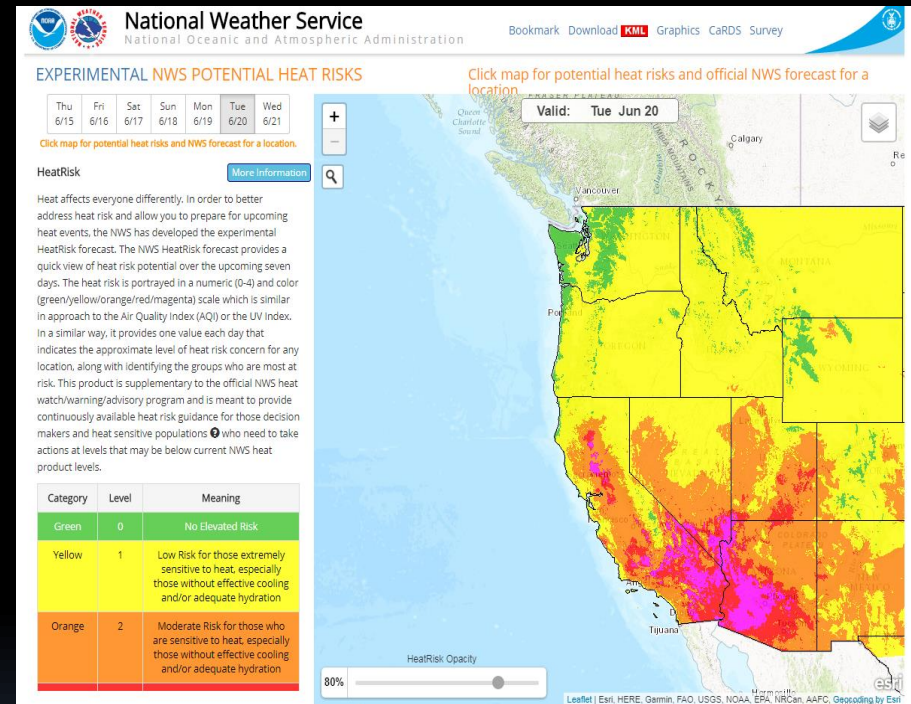 National Weather Service
National Oceanic and Atmospheric Administration
Bookmark Download KML Graphics CaRDS Survey
EXPERIMENTAL NWS POTENTIAL HEAT RISKS
Click map for potential heat risks and official NWS forecast for a
location
Thu Fri Sat Sun Mon Tue Wed
6/15 6/16 6/17 6/18 6/19 6/20 6/21
Click map for potential heat risks and NWS forecast for a location.
HeatRisk
More Information
Heat affects everyone differently. In order to better
address heat risk and allow you to prepare for upcoming
heat events, the NWS has developed the experimental
HeatRisk forecast. The NWS HeatRisk forecast provides a
quick view of heat risk potential over the upcoming seven
days. The heat risk is portrayed in a numeric (0-4) and color
(green/yellow/orange/red/magenta) scale which is similar
in approach to the Air Quality Index (AQI) or the UV Index.
In a similar way, it provides one value each day that
indicates the approximate level of heat risk concern for any
location, along with identifying the groups who are most at
risk. This product is supplementary to the official NWS heat
watch/warning/advisory program and is meant to provide
continuously available heat risk guidance for those decision
makers and heat sensitive populations ? who need to take
actions at levels that may be below current NWS heat
product levels.
Category Level Meaning
Green 0 No Elevated Risk
Yellow 1 Low Risk for those extremely
sensitive to heat, especially
those without effective cooling
and/or adequate hydration
Orange 2 Moderate Risk for those who
are sensitive to heat, especially
those without effective cooling
and/or adequate hydration
+
−
Valid: Tue Jun 20
FRASER PLATEAU
Queen
Charlotte
Sound
Calgary
Vancouver
WASHINGTON
MONTANA
OREGON
WYOMING
COLORADO
PLATEAU
Tijuana
Hermosillo
HeatRisk Opacity
80%
esri
Leaflet | Esri, HERE, Garmin, FAO, USGS, NOAA, EPA, NRCan, AAFC, Geocoding by Esri